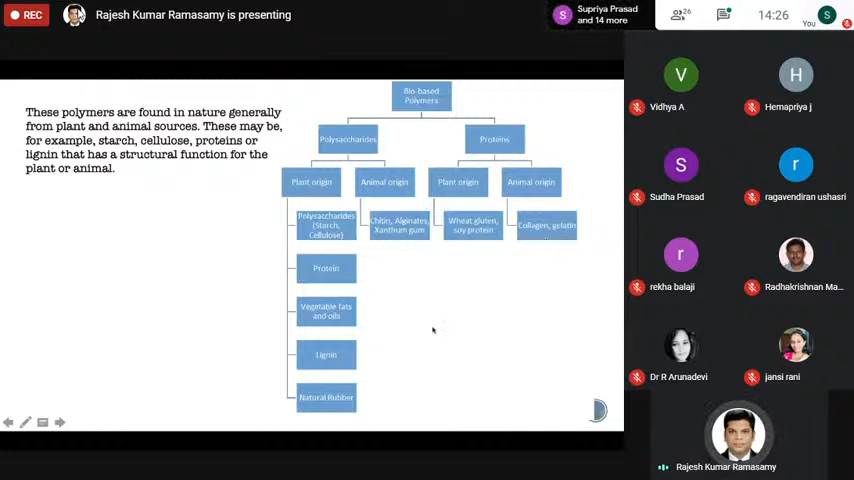 REC
Rajesh Kumar Ramasamy is presenting
S
Supriya Prasad
and 14 more
26
14:26
You
S
These polymers are found in nature generally
from plant and animal sources. These may be,
for example, starch, cellulose, proteins or
lignin that has a structural function for the
plant or animal.
Bio-based
Polymers
Polysaccharides
Proteins
Plant origin
Animal origin
Plant origin
Animal origin
Polysaccharides
(Starch,
Cellulose)
Chitin, Alginates,
Xanthum gum
Wheat gluten,
soy protein
Collagen, gelatin
Protein
Vegetable fats
and oils
Lignin
Natural Rubber
V
Vidhya A
H
Hemapriya j
S
Sudha Prasad
r
ragavendiran ushasri
r
rekha balaji
Radhakrishnan Ma...
Dr R Arunadevi
jansi rani
Rajesh Kumar Ramasamy